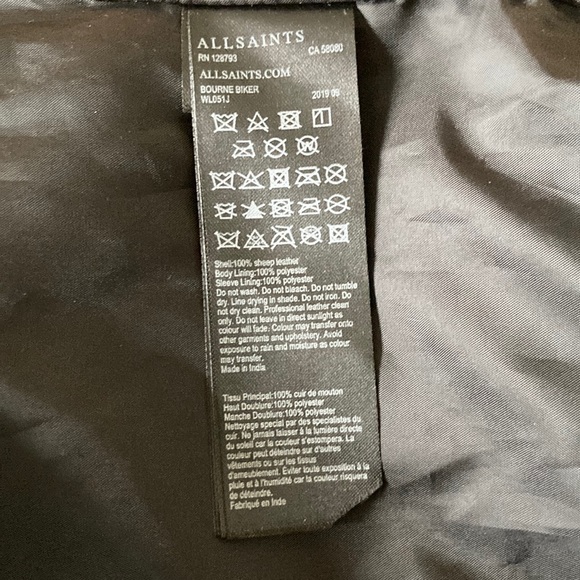 ALLSAINTS
RN 128793 CA 58080
ALLSAINTS.COM
BOURNE BIKER
WL051J 2019 09
Shell:100% sheep leather
Body Lining:100% polyester
Sleeve Lining:100% polyester
Do not wash. Do not bleach. Do not tumble
dry. Line drying in shade. Do not iron. Do
not dry clean. Professional leather clean
only. Do not leave in direct sunlight as
colour will fade. Colour may transfer onto
other garments and upholstery. Avoid
exposure to rain and moisture as colour
may transfer.
Made in India
Tissu Principal:100% cuir de mouton
Haut Doublure:100% polyester
Manche Doublure:100% polyester
Nettoyage special par des specialistes du
cuir. Ne jamais laisser à la lumière directe
du soleil car la couleur s'estompera. La
couleur peut déteindre sur d'autres
vêtements ou sur les tissus
d'ameublement. Éviter toute exposition à la
pluie et à l'humidité car la couleur risquera
de déteindre.
Fabriqué en Inde